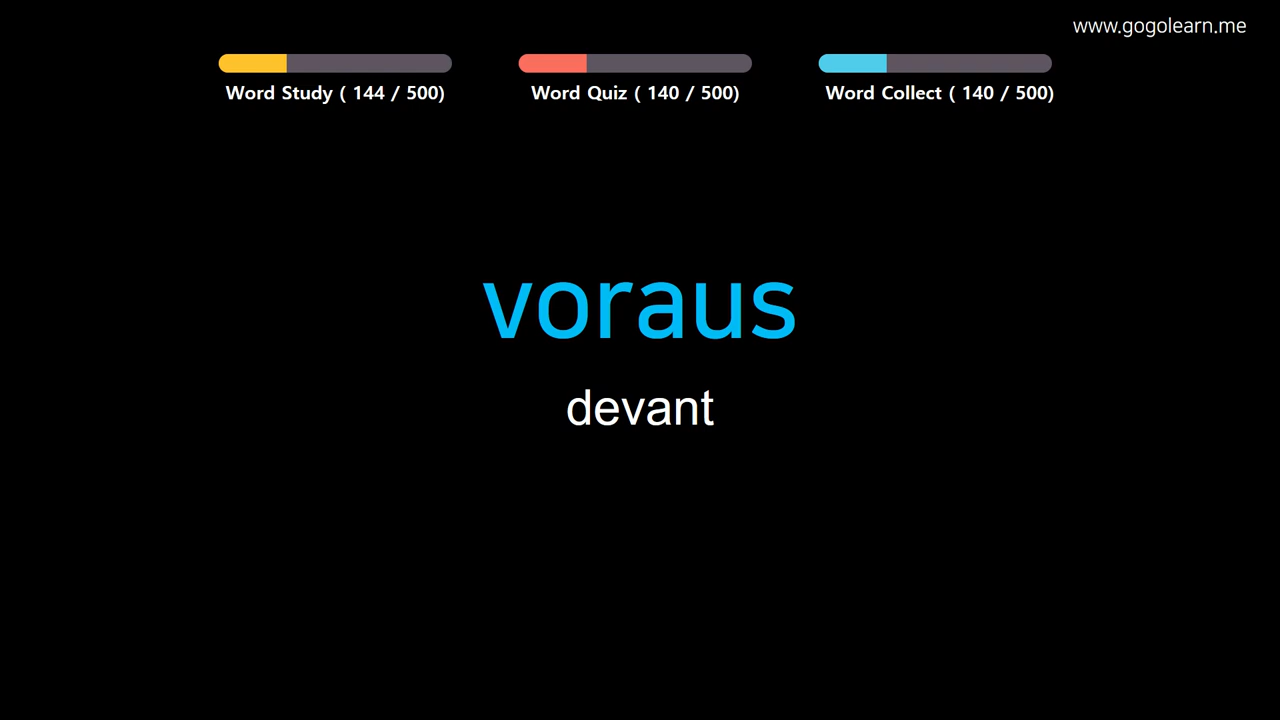 www.gogolearn.me
Word Study ( 144 / 500)
Word Quiz ( 140 / 500)
Word Collect ( 140 / 500)
voraus
devant